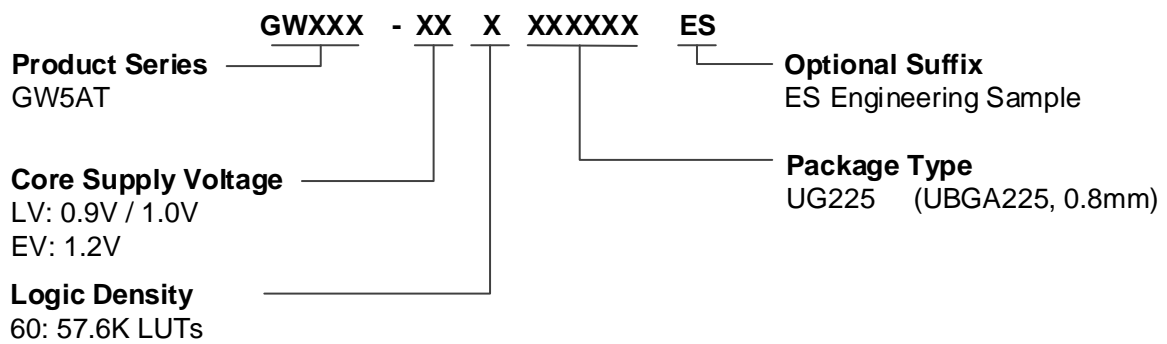 GWXXX - XX X XXXXXX ES
Product Series
GW5AT
Optional Suffix
ES Engineering Sample
Core Supply Voltage
LV: 0.9V / 1.0V
EV: 1.2V
Package Type
UG225 (UBGA225, 0.8mm)
Logic Density
60: 57.6K LUTs